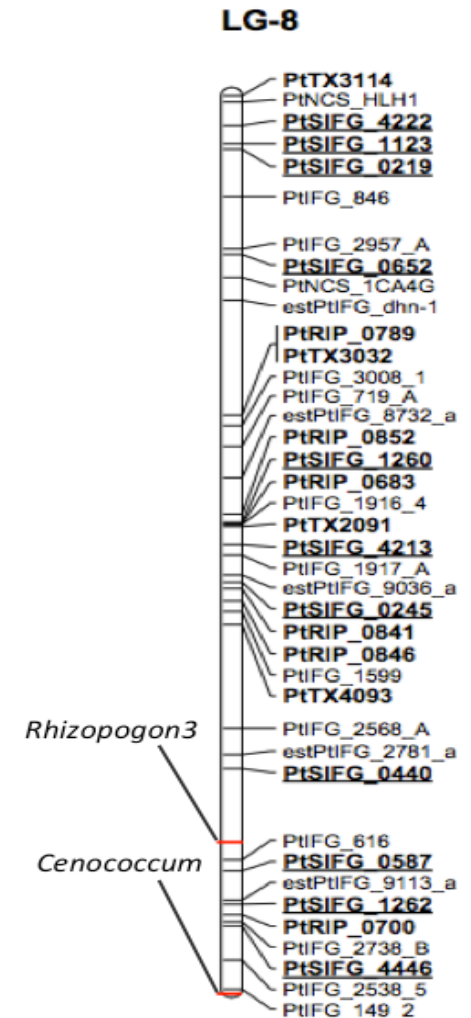 LG-8
PtTX3114
PtNCS_HLH1
PtSIFG_4222
PtSIFG_1123
PtSIFG_0219
PtIFG_846
PtIFG_2957_A
PtSIFG_0652
PtNCS_1CA4G
estPtIFG_dhn-1
PtRIP_0789
PtTX3032
PtIFG_3008_1
PtIFG_719_A
estPtIFG_8732_a
PtRIP_0852
PtSIFG_1260
PtRIP_0683
PtIFG_1916_4
PtTX2091
PtSIFG_4213
PtIFG_1917_A
estPtIFG_9036_a
PtSIFG_0245
PtRIP_0841
PtRIP_0846
PtIFG_1599
PtTX4093
Rhizopogon3
PtIFG_2568_A
estPtIFG_2781_a
PtSIFG_0440
PtIFG_616
Cenococcum
PtSIFG_0587
estPtIFG_9113_a
PtSIFG_1262
PtRIP_0700
PtIFG_2738_B
PtSIFG_4446
PtIFG_2538_5
PtIFG_149_2